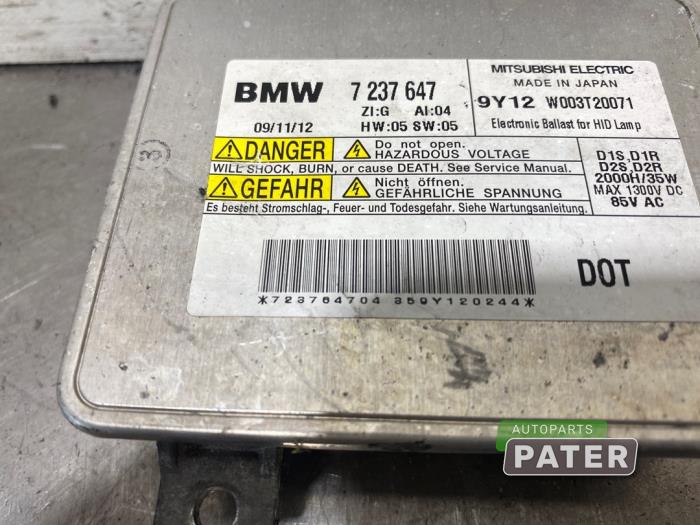 BMW 7 237 647
ZI:G AI:04
09/11/12 HW:05 SW:05
MITSUBISHI ELECTRIC
MADE IN JAPAN
9Y12 W003T20071
Electronic Ballast for HID Lamp
DANGER Do not open.
HAZARDOUS VOLTAGE
WILL SHOCK, BURN, or cause DEATH. See Service Manual.
GEFAHR Nicht öffnen.
GEFÄHRLICHE SPANNUNG
Es besteht Stromschlag-, Feuer- und Todesgefahr. Siehe Wartungsanleitung.
D1S,D1R
D2S,D2R
2000H/35W
MAX 1300V DC
85V AC
*723764704 359Y120244*
DOT
3
AUTOPARTS
PATER